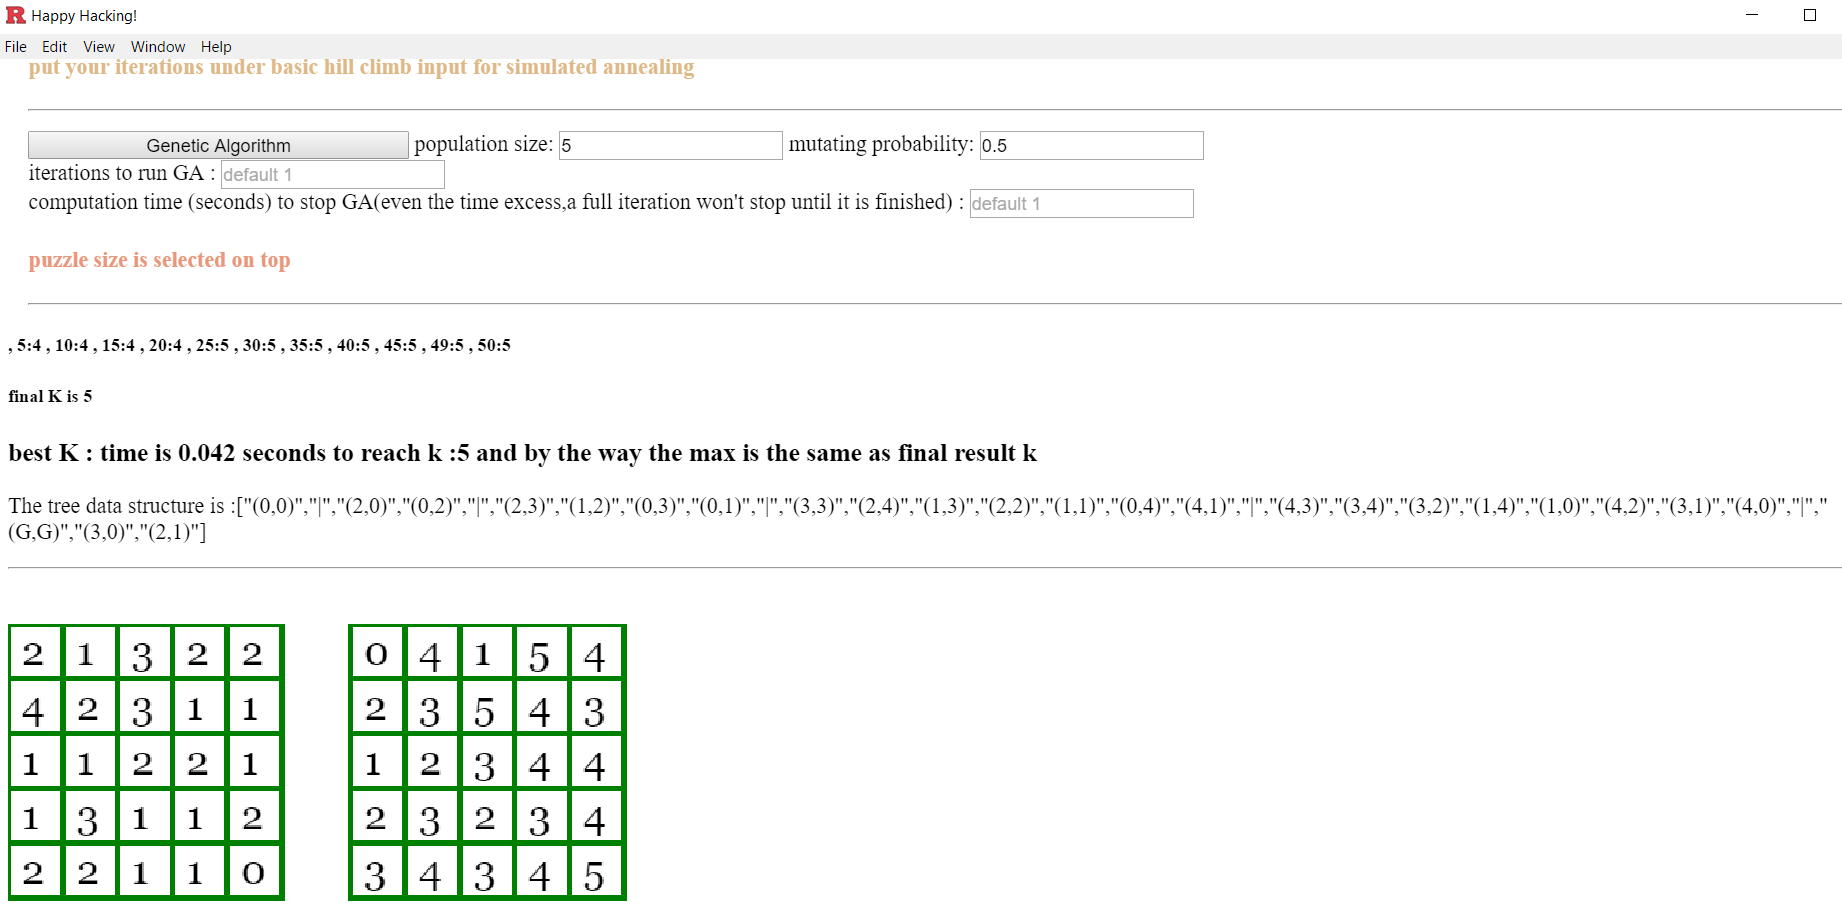 R Happy Hacking!
File Edit View Window Help
put your iterations under basic hill climb input for simulated annealing
Genetic Algorithm population size: 5 mutating probability: 0.5
iterations to run GA : default 1
computation time (seconds) to stop GA(even the time excess,a full iteration won't stop until it is finished) : default 1
puzzle size is selected on top
, 5:4 , 10:4 , 15:4 , 20:4 , 25:5 , 30:5 , 35:5 , 40:5 , 45:5 , 49:5 , 50:5
final K is 5
best K : time is 0.042 seconds to reach k :5 and by the way the max is the same as final result k
The tree data structure is :["(0,0)","|","(2,0)","(0,2)","|","(2,3)","(1,2)","(0,3)","(0,1)","|","(3,3)","(2,4)","(1,3)","(2,2)","(1,1)","(0,4)","(4,1)","|","(4,3)","(3,4)","(3,2)","(1,4)","(1,0)","(4,2)","(3,1)","(4,0)","|","
(G,G)","(3,0)","(2,1)"]
2 1 3 2 2 0 4 1 5 4
4 2 3 1 1 2 3 5 4 3
1 1 2 2 1 1 2 3 4 4
1 3 1 1 2 2 3 2 3 4
2 2 1 1 0 3 4 3 4 5